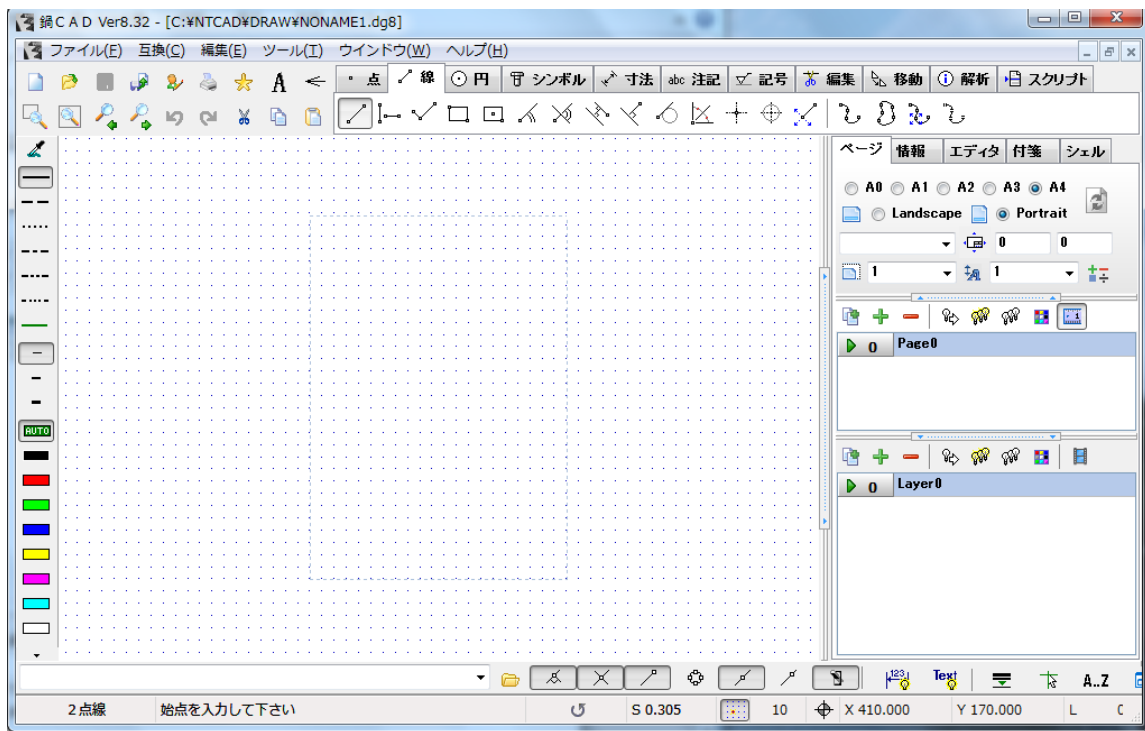 鍋ＣＡＤ Ver8.32 - [C:¥NTCAD¥DRAW¥NONAME1.dg8]
ファイル(F) 互換(C) 編集(E) ツール(T) ウインドウ(W) ヘルプ(H)
点 線 円 シンボル 寸法 abc 注記 記号 編集 移動 解析 スクリプト
ページ 情報 エディタ 付箋 シェル
A0 A1 A2 A3 A4
Landscape Portrait
0 0
1 1
0 Page0
AUTO
0 Layer0
123 Text A..Z
２点線 始点を入力して下さい S 0.305 10 X 410.000 Y 170.000 L